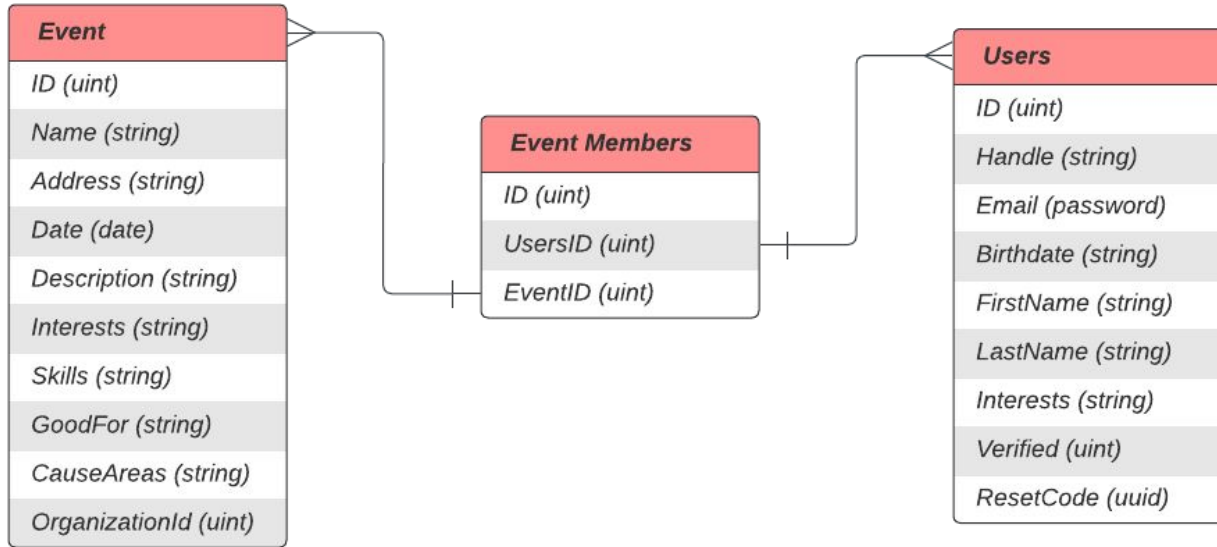 Event
ID (uint)
Name (string)
Address (string)
Date (date)
Description (string)
Interests (string)
Skills (string)
GoodFor (string)
CauseAreas (string)
OrganizationId (uint)
Event Members
ID (uint)
UsersID (uint)
EventID (uint)
Users
ID (uint)
Handle (string)
Email (password)
Birthdate (string)
FirstName (string)
LastName (string)
Interests (string)
Verified (uint)
ResetCode (uuid)